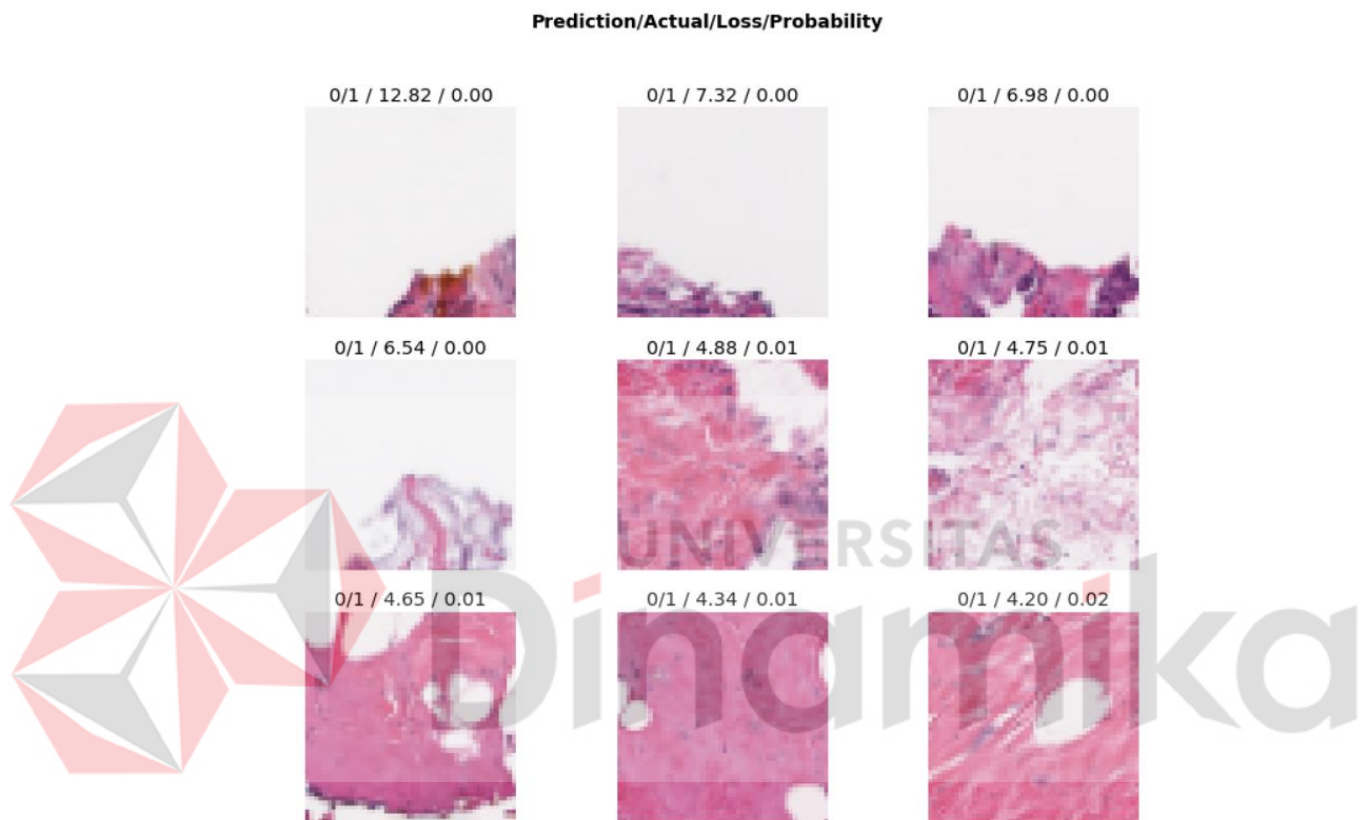 Prediction/Actual/Loss/Probability
0/1 / 12.82 / 0.00
0/1 / 7.32 / 0.00
0/1 / 6.98 / 0.00
0/1 / 6.54 / 0.00
0/1 / 4.88 / 0.01
0/1 / 4.75 / 0.01
UNIVERSITAS
Dinamika
0/1 / 4.65 / 0.01
0/1 / 4.34 / 0.01
0/1 / 4.20 / 0.02